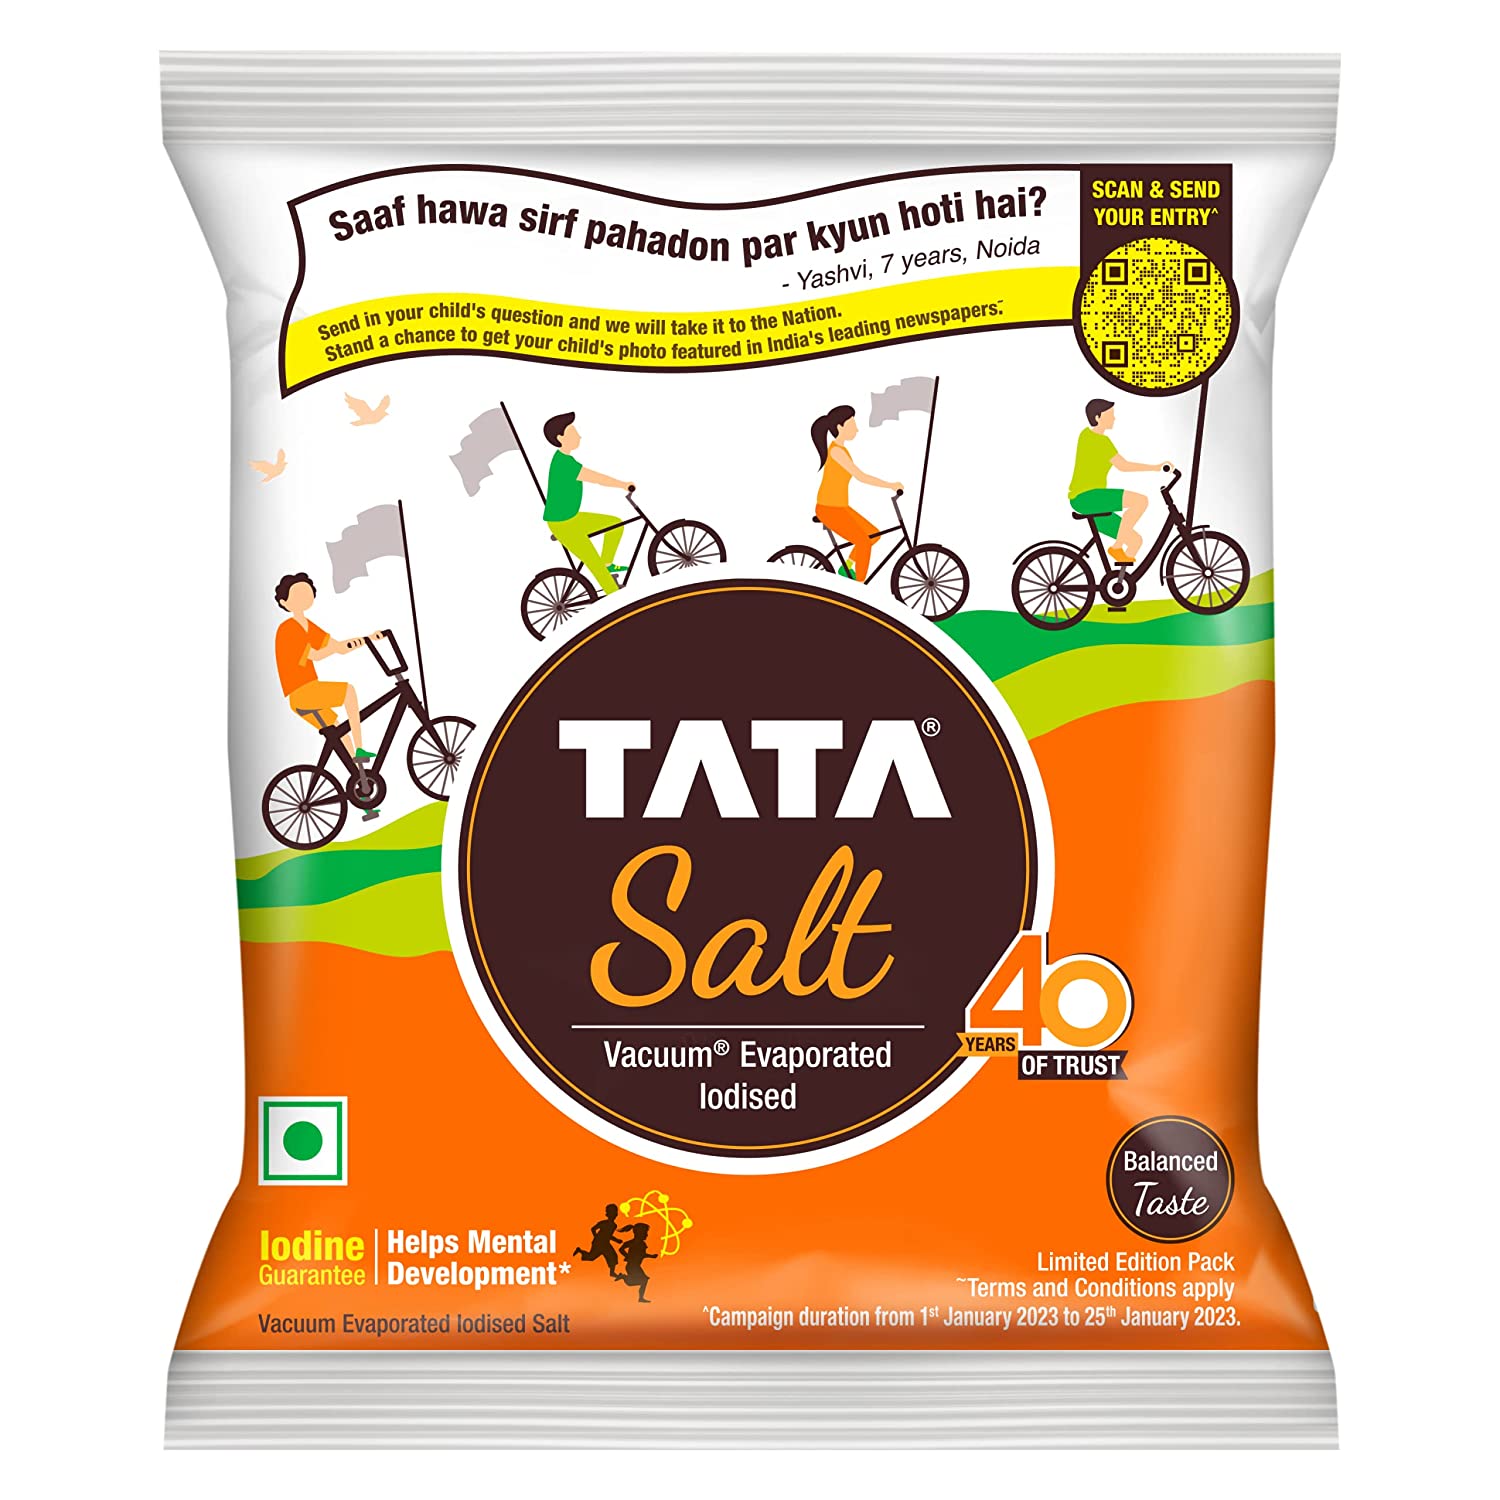 Saaf hawa sirf pahadon par kyun hoti hai?
- Yashvi, 7 years, Noida
Send in your child's question and we will take it to the Nation.
Stand a chance to get your child's photo featured in India's leading newspapers.~
SCAN & SEND
YOUR ENTRY^
TATA®
Salt
Vacuum® Evaporated
Iodised
40
YEARS
OF TRUST
Balanced
Taste
Iodine
Guarantee
Helps Mental
Development*
Vacuum Evaporated Iodised Salt
Limited Edition Pack
~Terms and Conditions apply
^Campaign duration from 1st January 2023 to 25th January 2023.